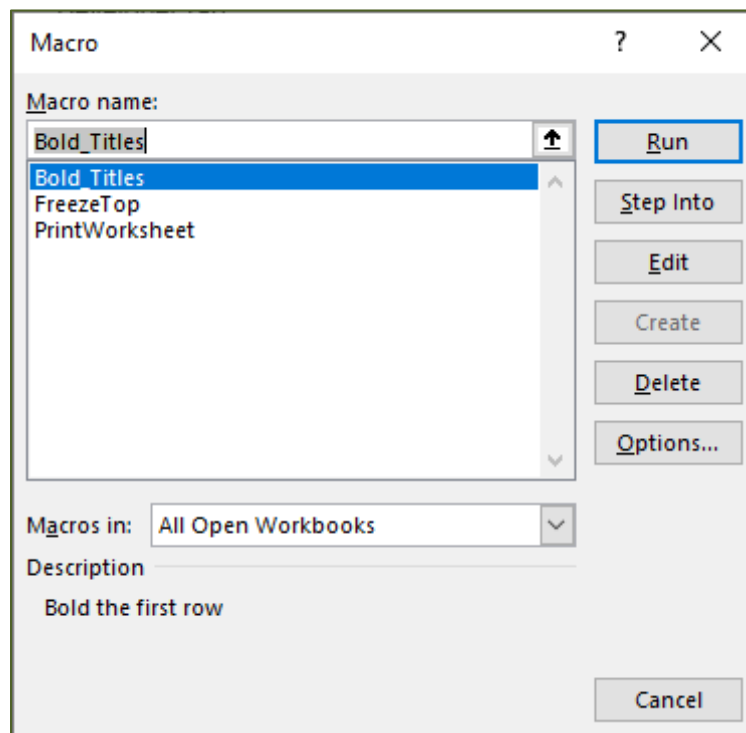 Macro
?
Macro name:
Bold_Titles
Bold_Titles
FreezeTop
PrintWorksheet
Run
Step Into
Edit
Create
Delete
Options...
Macros in: All Open Workbooks
Description
Bold the first row
Cancel